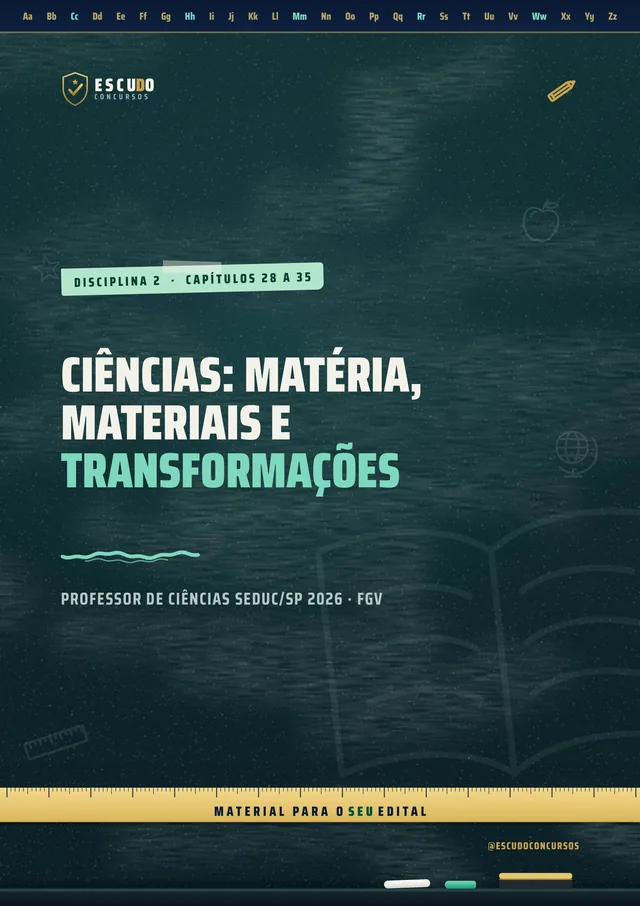 Aa Bb Cc Dd Ee Ff Gg Hh Ii Jj Kk Ll Mm Nn Oo Pp Qq Rr Ss Tt Uu Vv Ww Xx Yy Zz
ESCUDO
CONCURSOS
DISCIPLINA 2 · CAPÍTULOS 28 A 35
CIÊNCIAS: MATÉRIA,
MATERIAIS E
TRANSFORMAÇÕES
PROFESSOR DE CIÊNCIAS SEDUC/SP 2026 · FGV
MATERIAL PARA O SEU EDITAL
@ESCUDOCONCURSOS